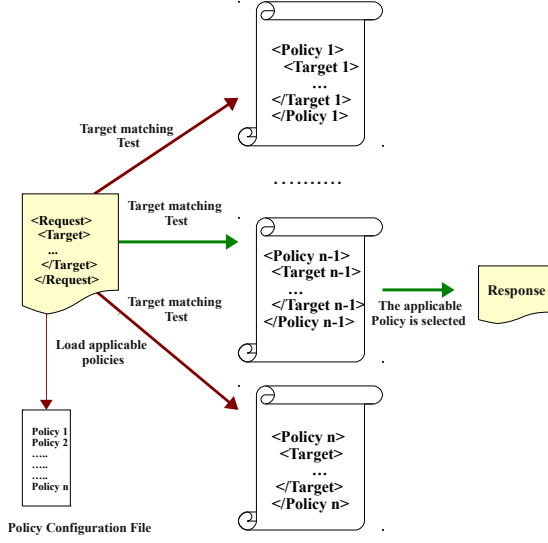 <Policy 1>
<Target 1>
...
</Target 1>
</Policy 1>
Target matching
Test
..........
Target matching
Test
<Request>
<Target>
...
</Target>
</Request>
<Policy n-1>
<Target n-1>
...
</Target n-1>
</Policy n-1>
The applicable
Policy is selected
Response
Target matching
Test
Load applicable
policies
Policy 1
Policy 2
.....
.....
.....
Policy n
Policy Configuration File
<Policy n>
<Target>
...
</Target>
</Policy n>